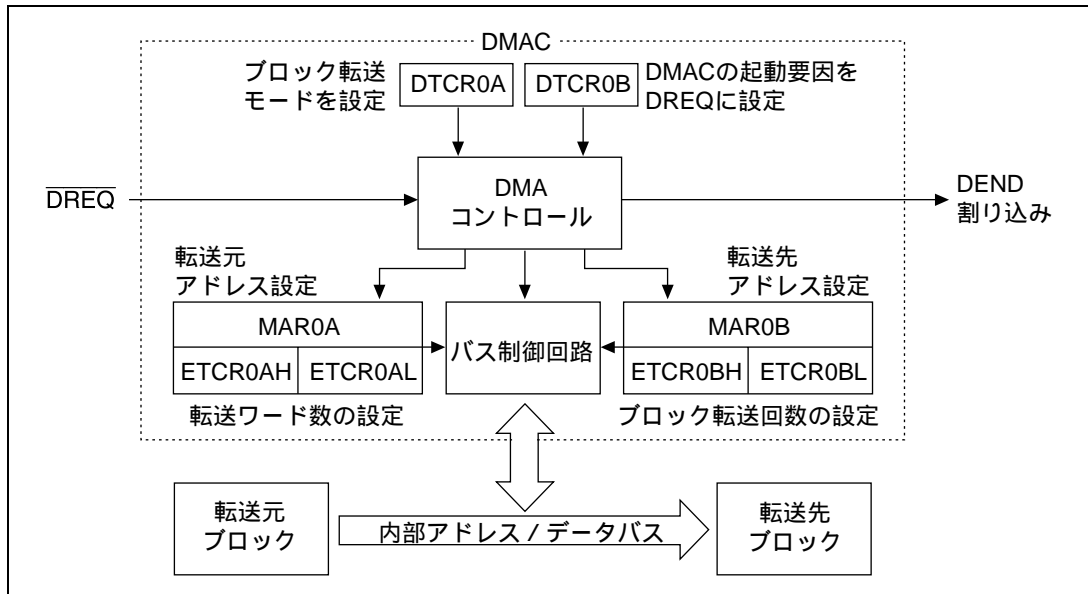 DMAC
ブロック転送
モードを設定
DTCR0A
DTCR0B
DMACの起動要因を
DREQに設定
DREQ
DMA
コントロール
DEND
割り込み
転送元
アドレス設定
転送先
アドレス設定
MAR0A
ETCR0AH
ETCR0AL
バス制御回路
MAR0B
ETCR0BH
ETCR0BL
転送ワード数の設定
ブロック転送回数の設定
転送元
ブロック
内部アドレス / データバス
転送先
ブロック